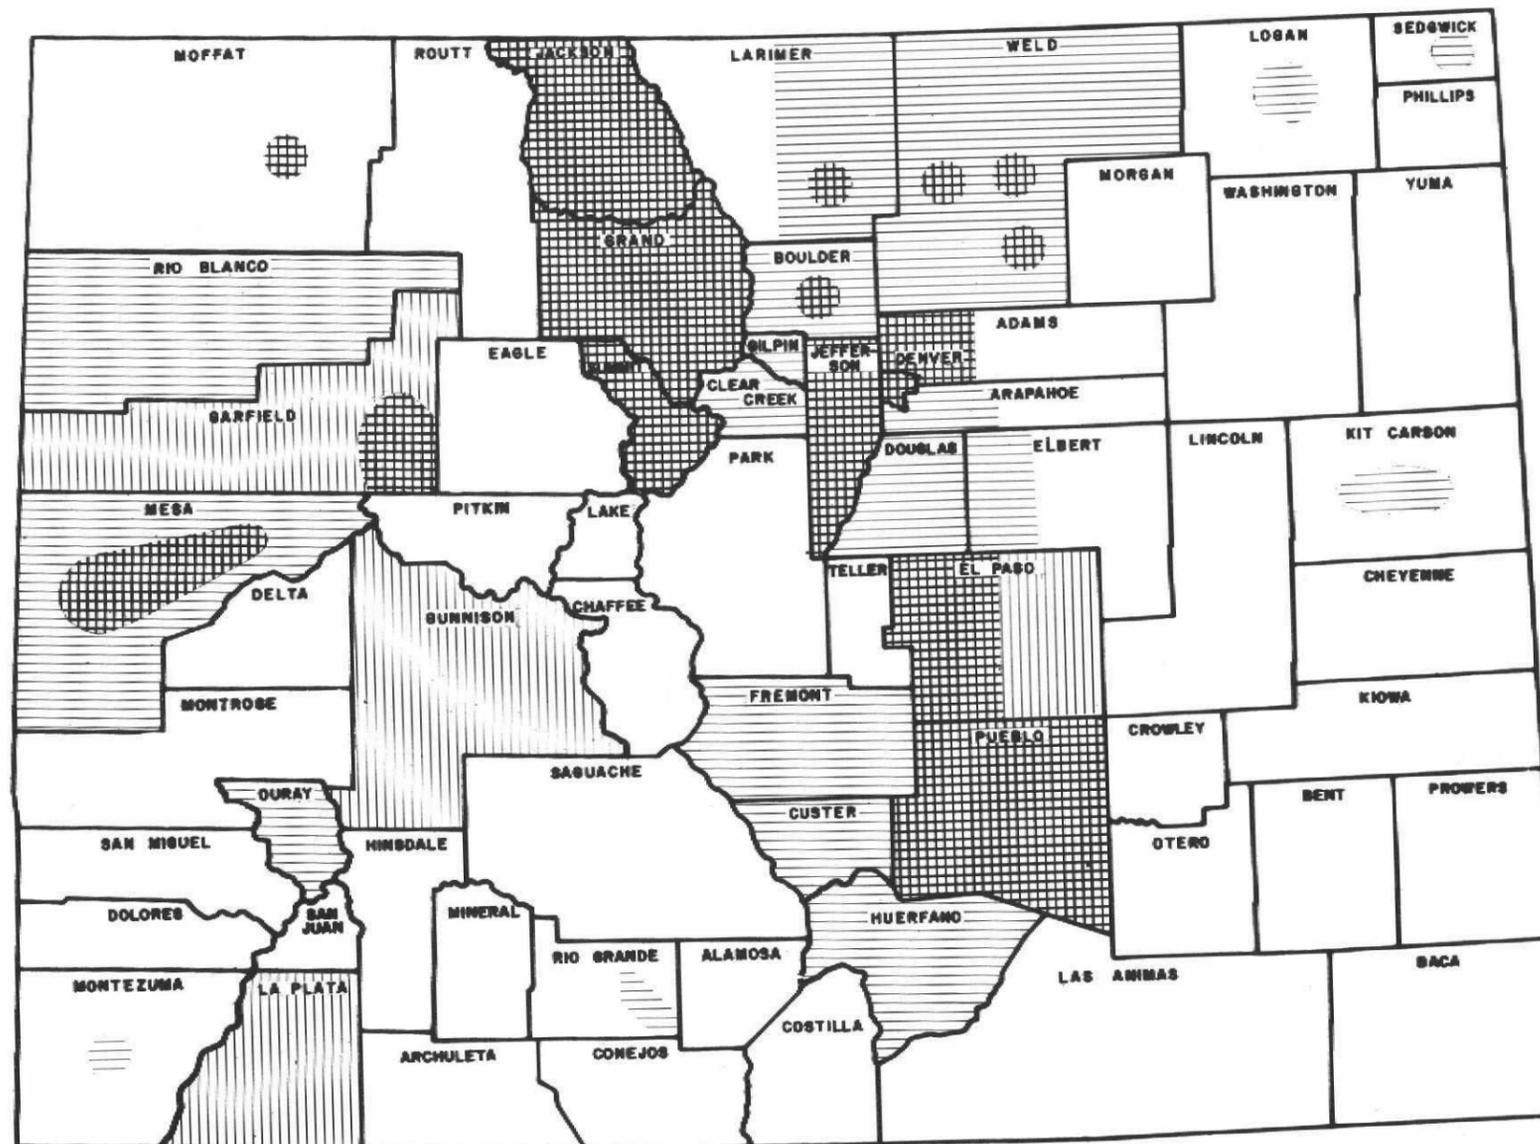 MOFFAT
ROUTT
JACKSON
LARIMER
WELD
LOGAN
SEDGWICK
PHILLIPS
MORGAN
WASHINGTON
YUMA
RIO BLANCO
GRAND
BOULDER
ADAMS
EAGLE
SUMMIT
GILPIN
JEFFER-
SON
DENVER
CLEAR
CREEK
ARAPAHOE
GARFIELD
PARK
DOUGLAS
ELBERT
LINCOLN
KIT CARSON
MESA
PITKIN
LAKE
TELLER
EL PASO
CHEYENNE
DELTA
GUNNISON
CHAFFEE
MONTROSE
FREMONT
KIOWA
PUEBLO
CROWLEY
SAGUACHE
OURAY
CUSTER
BENT
PROWERS
SAN MIGUEL
HINSDALE
OTERO
DOLORES
SAN
JUAN
MINERAL
HUERFANO
RIO GRANDE
ALAMOSA
MONTEZUMA
LA PLATA
LAS ANIMAS
BACA
COSTILLA
ARCHULETA
CONEJOS